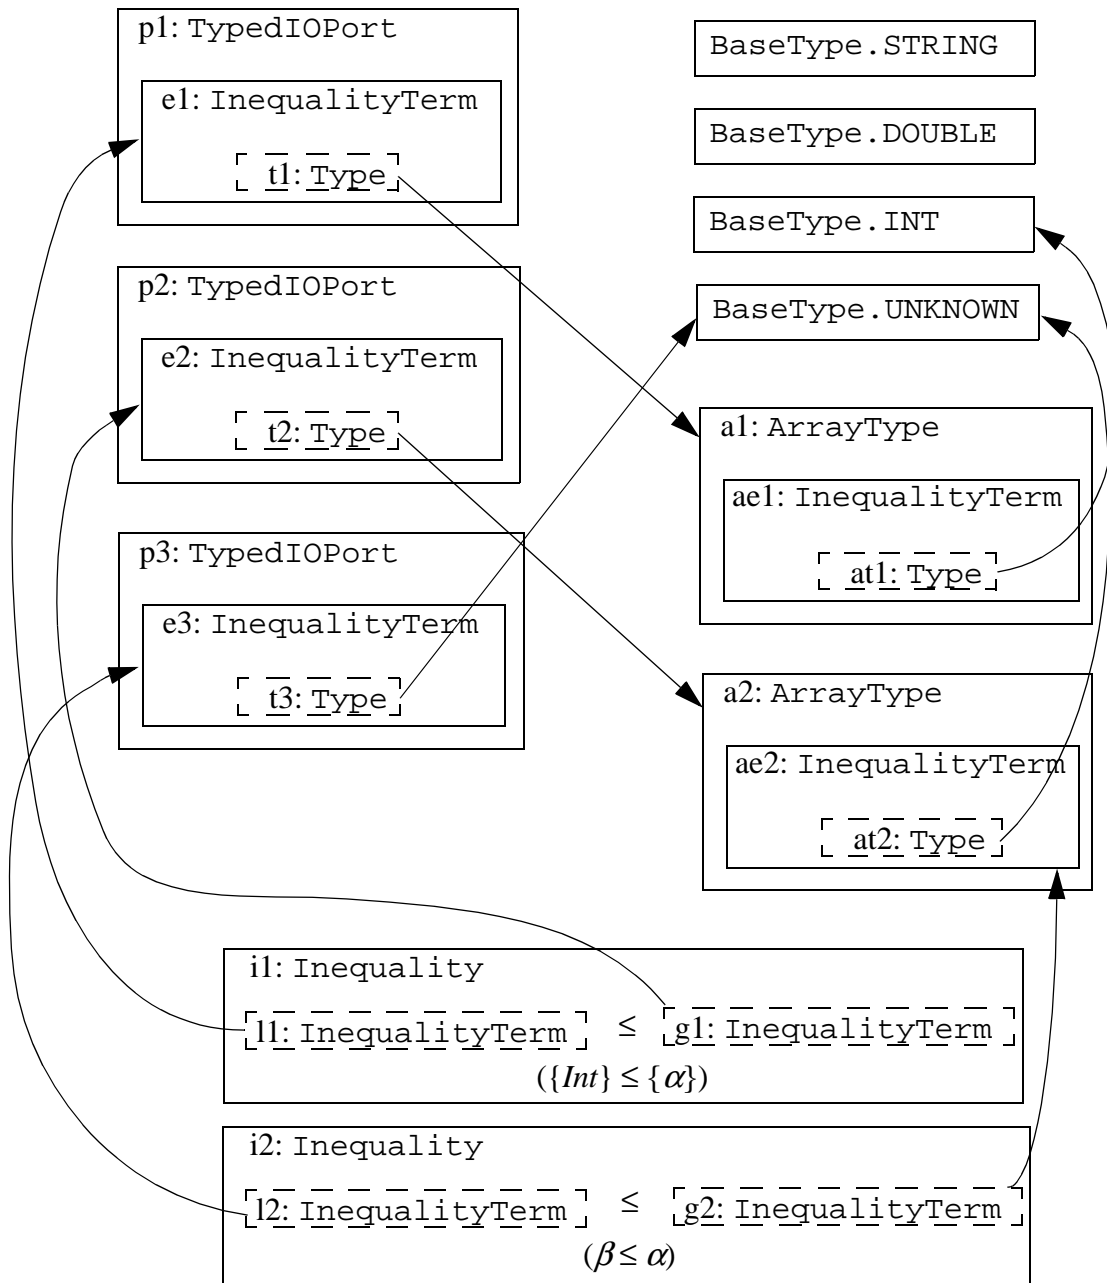 p1: TypedIOPort
e1: InequalityTerm
t1: Type
p2: TypedIOPort
e2: InequalityTerm
t2: Type
p3: TypedIOPort
e3: InequalityTerm
t3: Type
BaseType.STRING
BaseType.DOUBLE
BaseType.INT
BaseType.UNKNOWN
a1: ArrayType
ae1: InequalityTerm
at1: Type
a2: ArrayType
ae2: InequalityTerm
at2: Type
i1: Inequality
l1: InequalityTerm ≤ g1: InequalityTerm
({Int} ≤ {α})
i2: Inequality
l2: InequalityTerm ≤ g2: InequalityTerm
(β ≤ α)